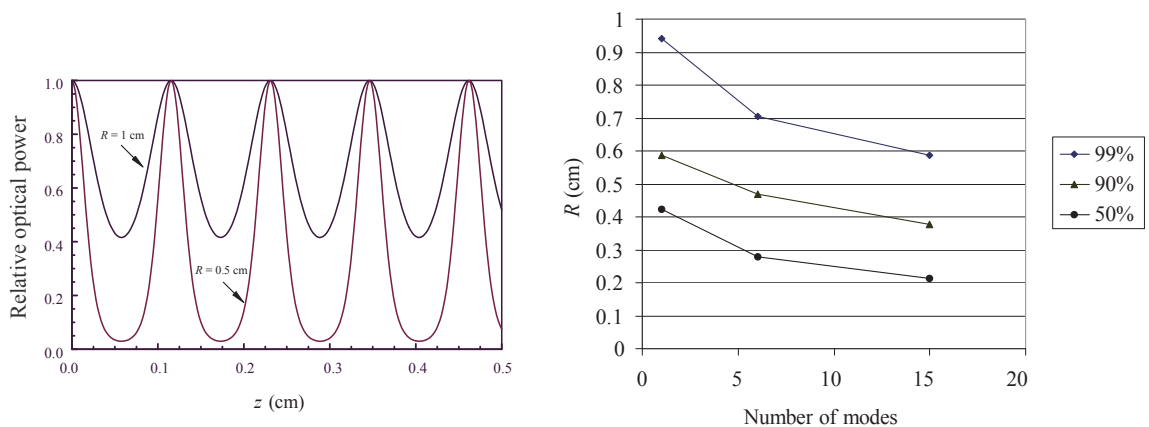 Relative optical power
1.0
0.8
0.6
0.4
0.2
0.0
R = 1 cm
R = 0.5 cm
0.0 0.1 0.2 0.3 0.4 0.5
z (cm)
R (cm)
1
0.9
0.8
0.7
0.6
0.5
0.4
0.3
0.2
0.1
0
0 5 10 15 20
Number of modes
99%
90%
50%